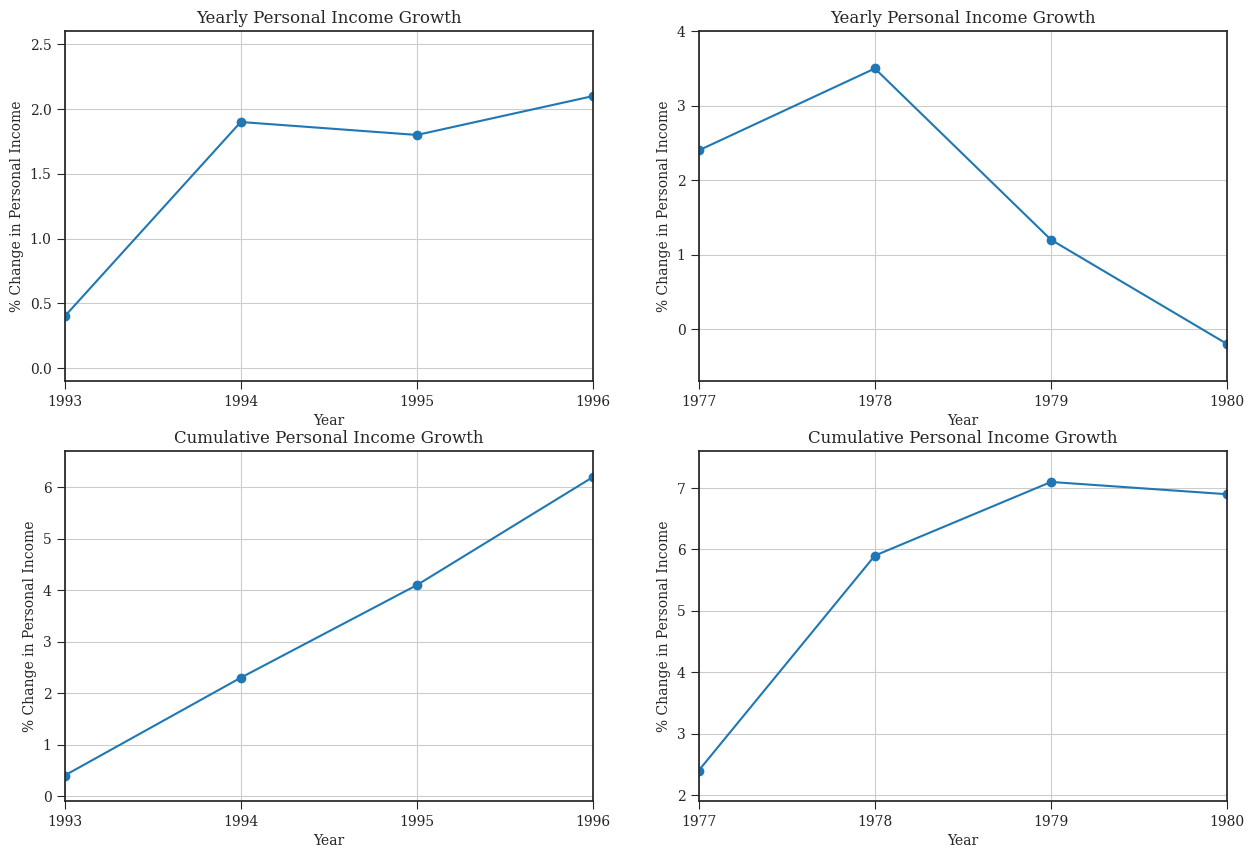 Yearly Personal Income Growth
% Change in Personal Income
2.5
2.0
1.5
1.0
0.5
0.0
1993 1994 1995 1996
Year
Yearly Personal Income Growth
% Change in Personal Income
4
3
2
1
0
1977 1978 1979 1980
Year
Cumulative Personal Income Growth
% Change in Personal Income
6
5
4
3
2
1
0
1993 1994 1995 1996
Year
Cumulative Personal Income Growth
% Change in Personal Income
7
6
5
4
3
2
1977 1978 1979 1980
Year